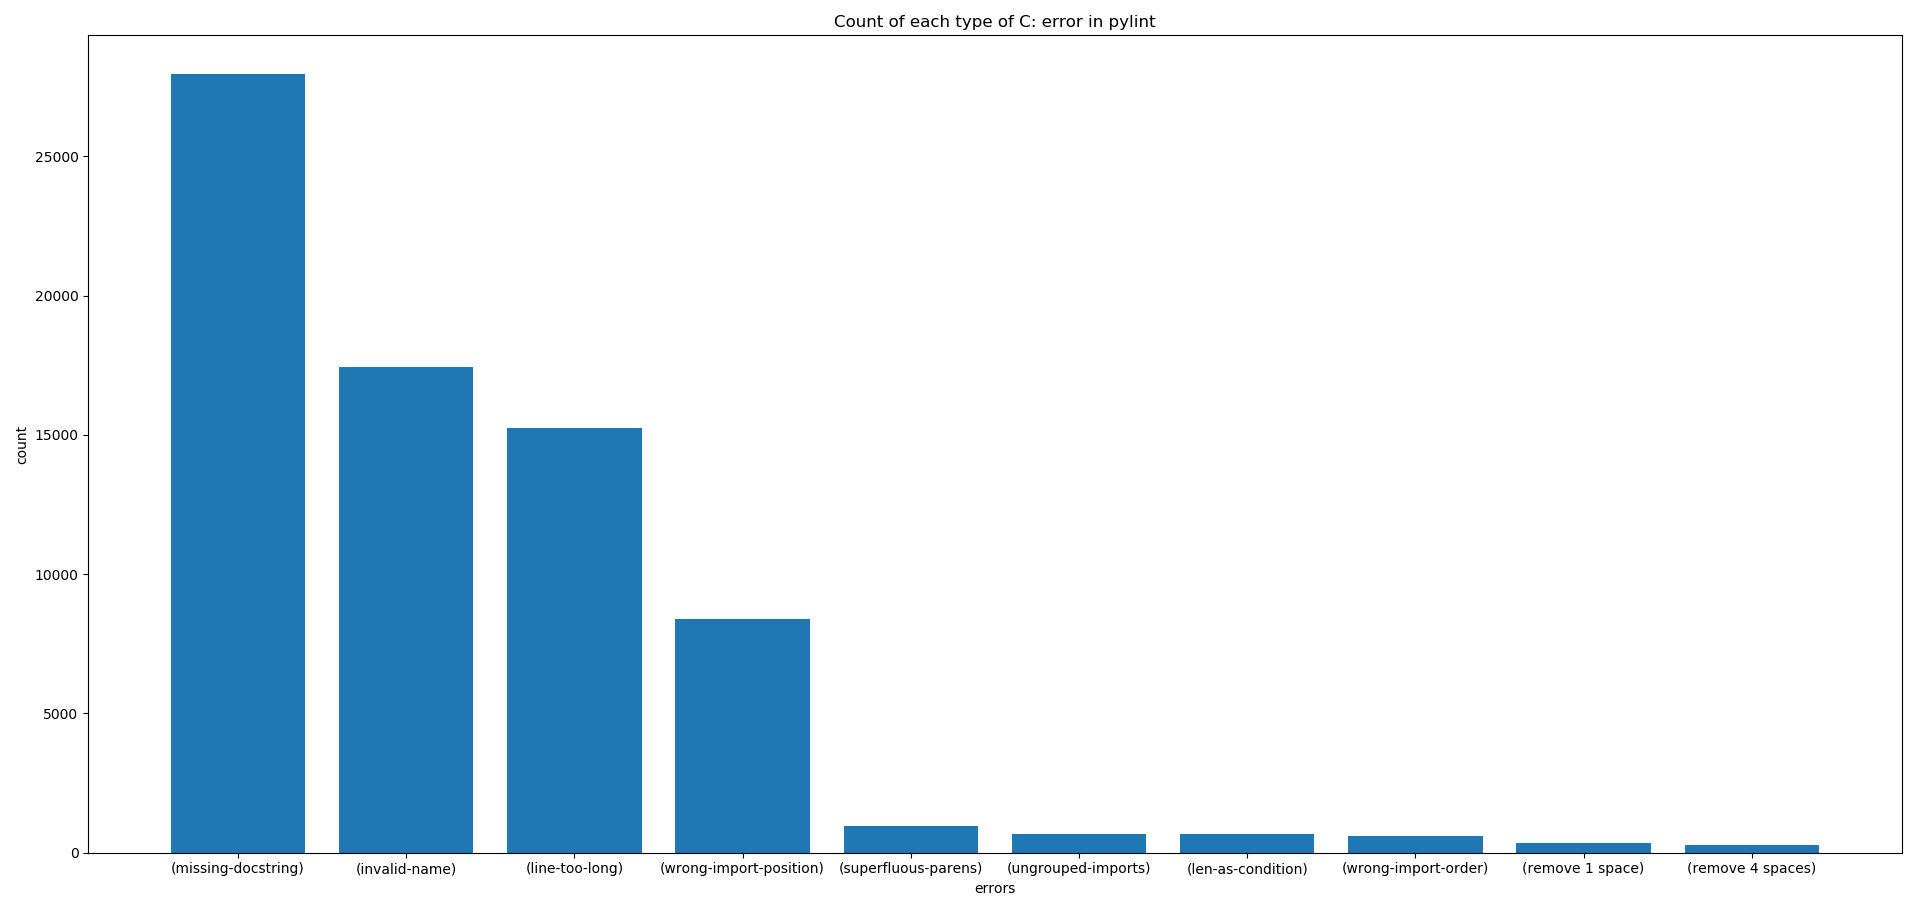 Count of each type of C: error in pylint
count
25000
20000
15000
10000
5000
0
(missing-docstring)
(invalid-name)
(line-too-long)
(wrong-import-position)
(superfluous-parens)
(ungrouped-imports)
(len-as-condition)
(wrong-import-order)
(remove 1 space)
(remove 4 spaces)
errors